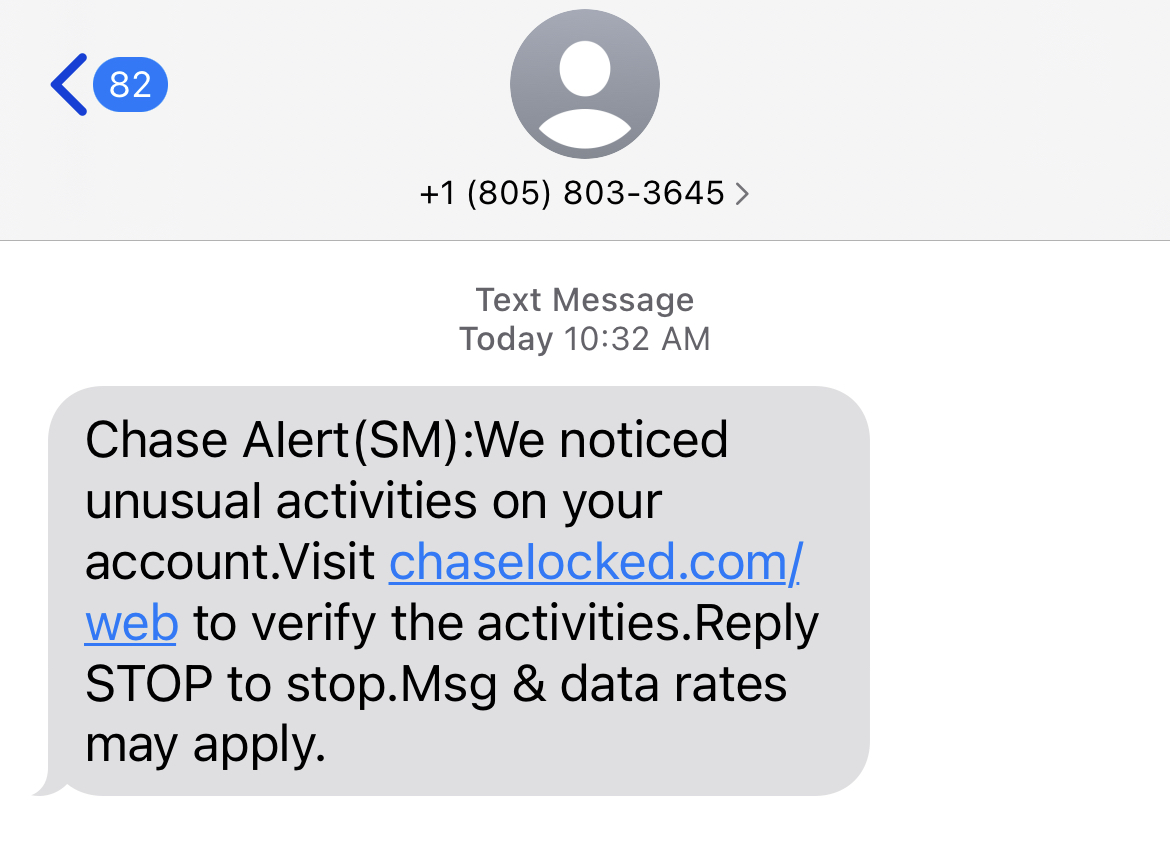 82
+1 (805) 803-3645
Text Message
Today 10:32 AM
Chase Alert(SM):We noticed
unusual activities on your
account.Visit chaselocked.com/
web to verify the activities.Reply
STOP to stop.Msg & data rates
may apply.